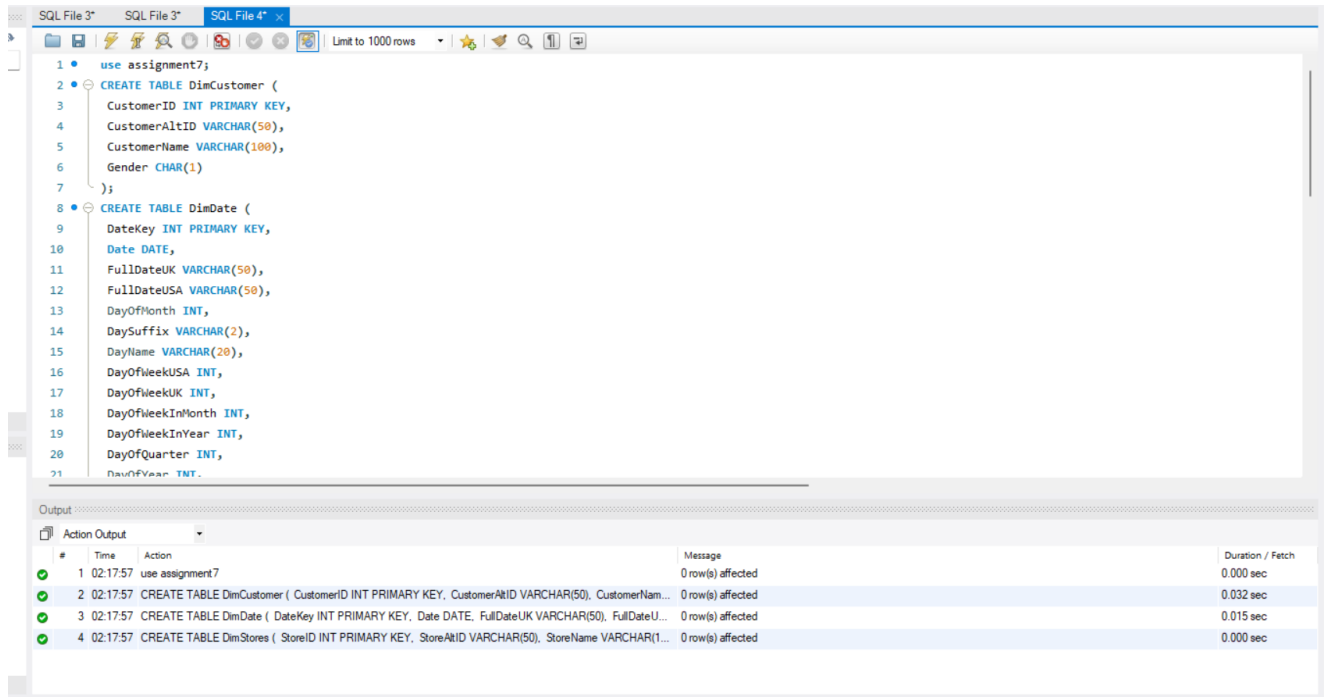 SQL File 3* SQL File 3* SQL File 4* ×
Limit to 1000 rows
1 use assignment7;
2 CREATE TABLE DimCustomer (
3 CustomerID INT PRIMARY KEY,
4 CustomerAltID VARCHAR(50),
5 CustomerName VARCHAR(100),
6 Gender CHAR(1)
7 );
8 CREATE TABLE DimDate (
9 DateKey INT PRIMARY KEY,
10 Date DATE,
11 FullDateUK VARCHAR(50),
12 FullDateUSA VARCHAR(50),
13 DayOfMonth INT,
14 DaySuffix VARCHAR(2),
15 DayName VARCHAR(20),
16 DayOfWeekUSA INT,
17 DayOfWeekUK INT,
18 DayOfWeekInMonth INT,
19 DayOfWeekInYear INT,
20 DayOfQuarter INT,
21 DayOfYear INT,
Output
Action Output
# Time Action Message Duration / Fetch
1 02:17:57 use assignment7 0 row(s) affected 0.000 sec
2 02:17:57 CREATE TABLE DimCustomer ( CustomerID INT PRIMARY KEY, CustomerAltID VARCHAR(50), CustomerNam... 0 row(s) affected 0.032 sec
3 02:17:57 CREATE TABLE DimDate ( DateKey INT PRIMARY KEY, Date DATE, FullDateUK VARCHAR(50), FullDateU... 0 row(s) affected 0.015 sec
4 02:17:57 CREATE TABLE DimStores ( StoreID INT PRIMARY KEY, StoreAltID VARCHAR(50), StoreName VARCHAR(1... 0 row(s) affected 0.000 sec